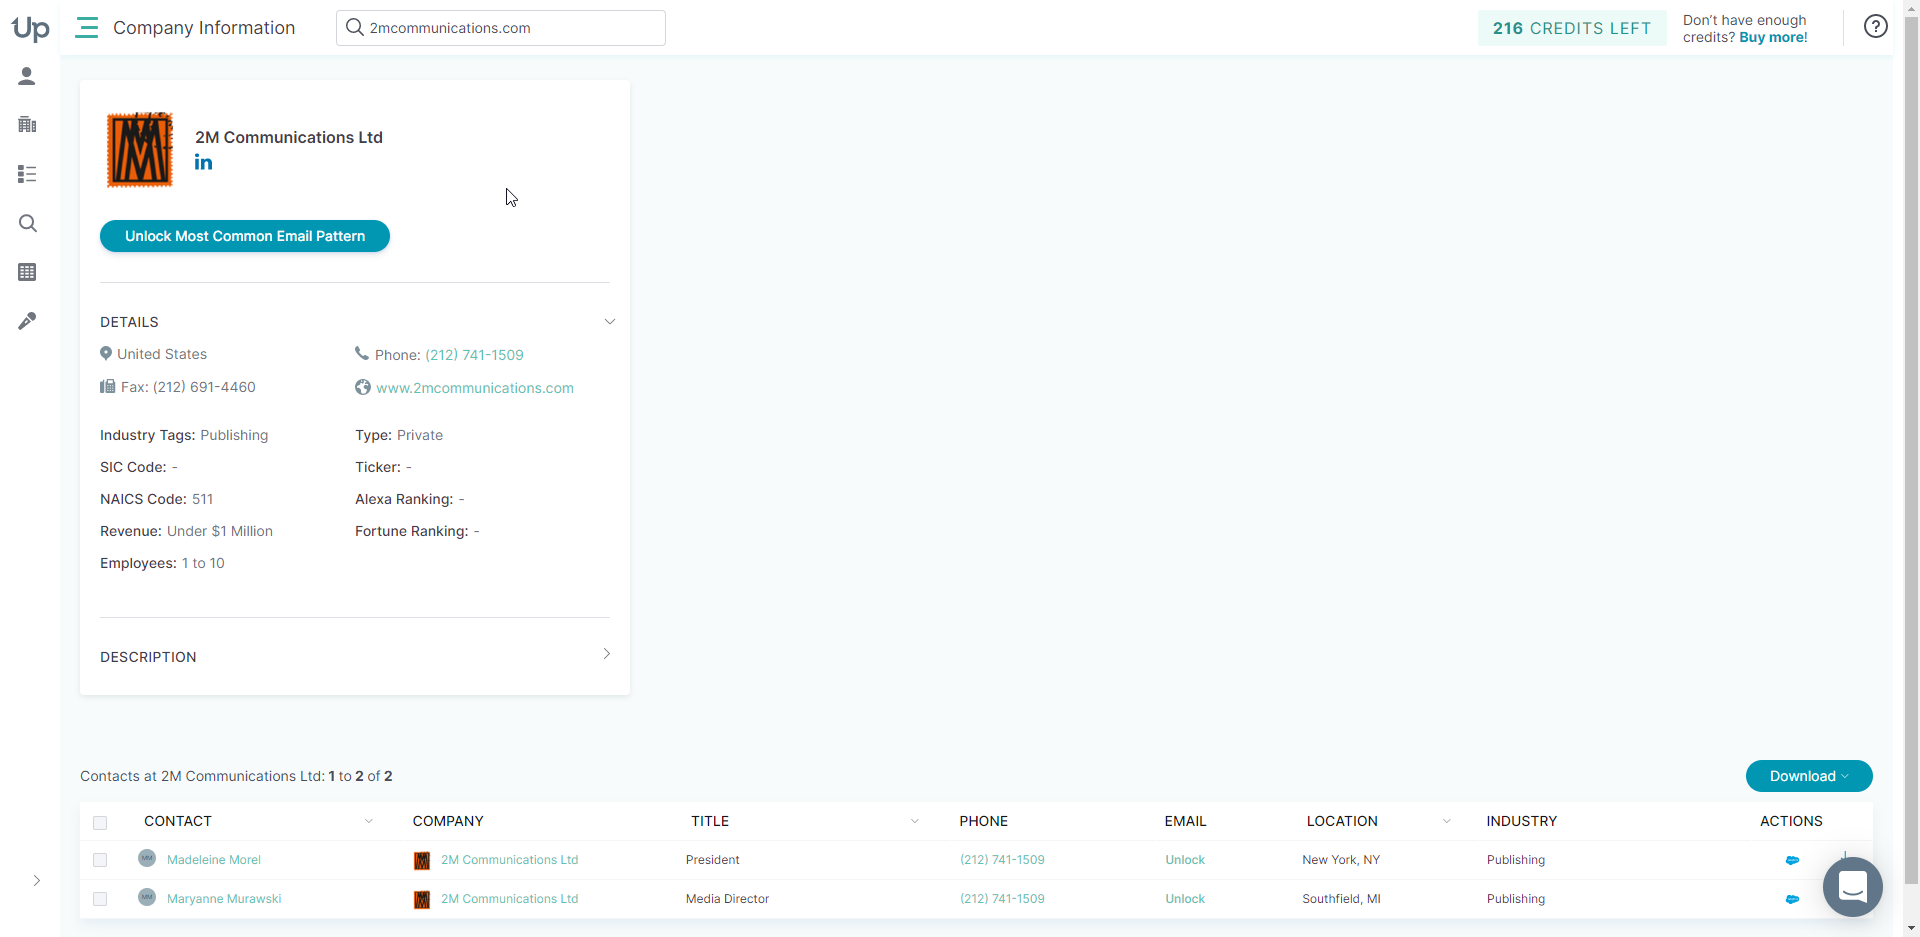 Up
Company Information
2mcommunications.com
216 CREDITS LEFT
Don't have enough
credits? Buy more!
?
2M Communications Ltd
in
Unlock Most Common Email Pattern
DETAILS
United States
Phone: (212) 741-1509
Fax: (212) 691-4460
www.2mcommunications.com
Industry Tags: Publishing
Type: Private
SIC Code: -
Ticker: -
NAICS Code: 511
Alexa Ranking: -
Revenue: Under $1 Million
Fortune Ranking: -
Employees: 1 to 10
DESCRIPTION
Contacts at 2M Communications Ltd: 1 to 2 of 2
Download
CONTACT COMPANY TITLE PHONE EMAIL LOCATION INDUSTRY ACTIONS
MM Madeleine Morel 2M Communications Ltd President (212) 741-1509 Unlock New York, NY Publishing
MM Maryanne Murawski 2M Communications Ltd Media Director (212) 741-1509 Unlock Southfield, MI Publishing